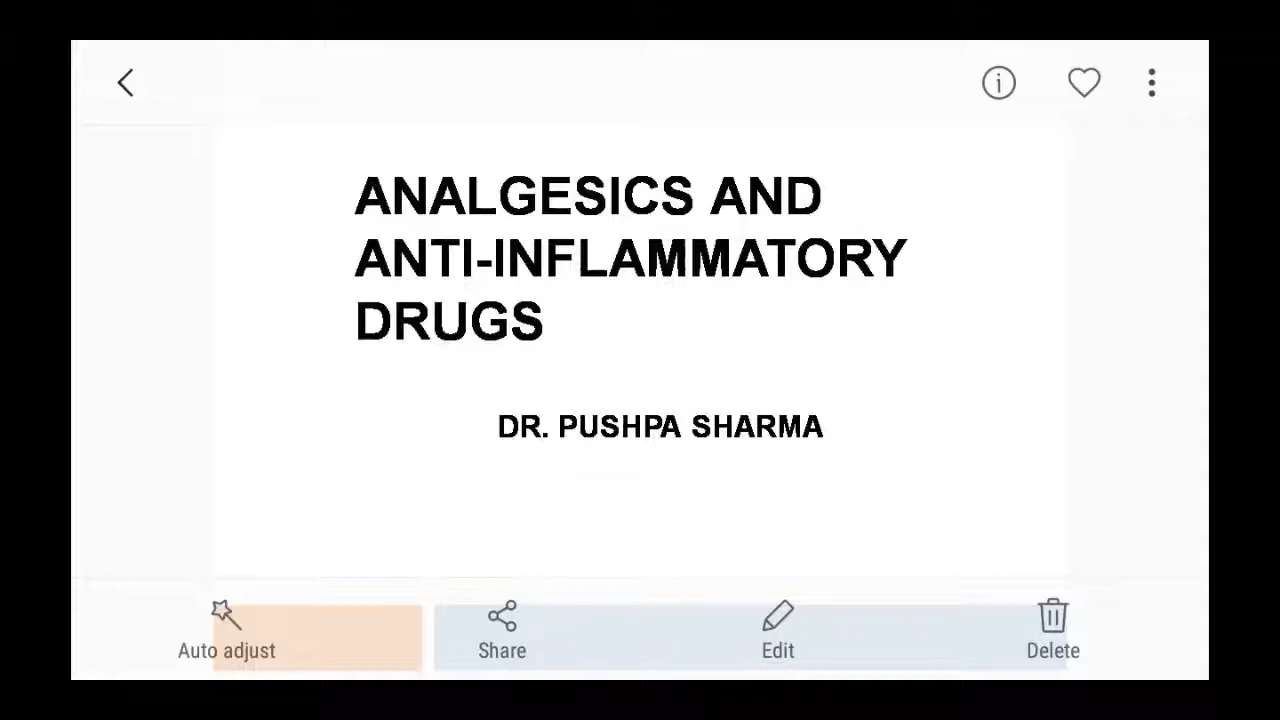 ANALGESICS AND
ANTI-INFLAMMATORY
DRUGS
DR. PUSHPA SHARMA
Auto adjust
Share
Edit
Delete